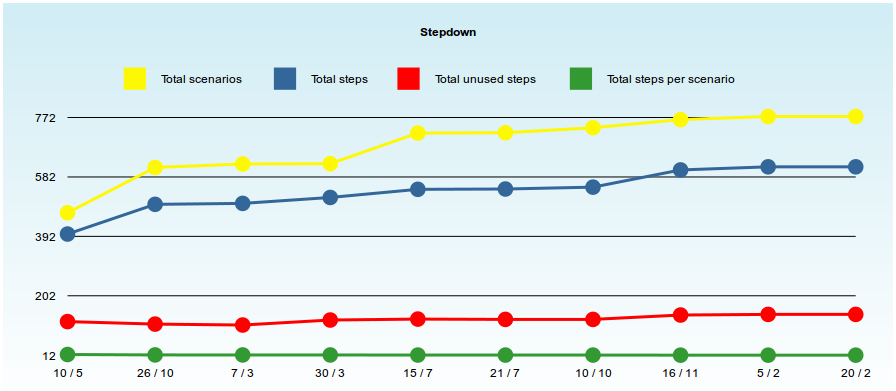 Stepdown
Total scenarios Total steps Total unused steps Total steps per scenario
772
582
392
202
12
10 / 5 26 / 10 7 / 3 30 / 3 15 / 7 21 / 7 10 / 10 16 / 11 5 / 2 20 / 2